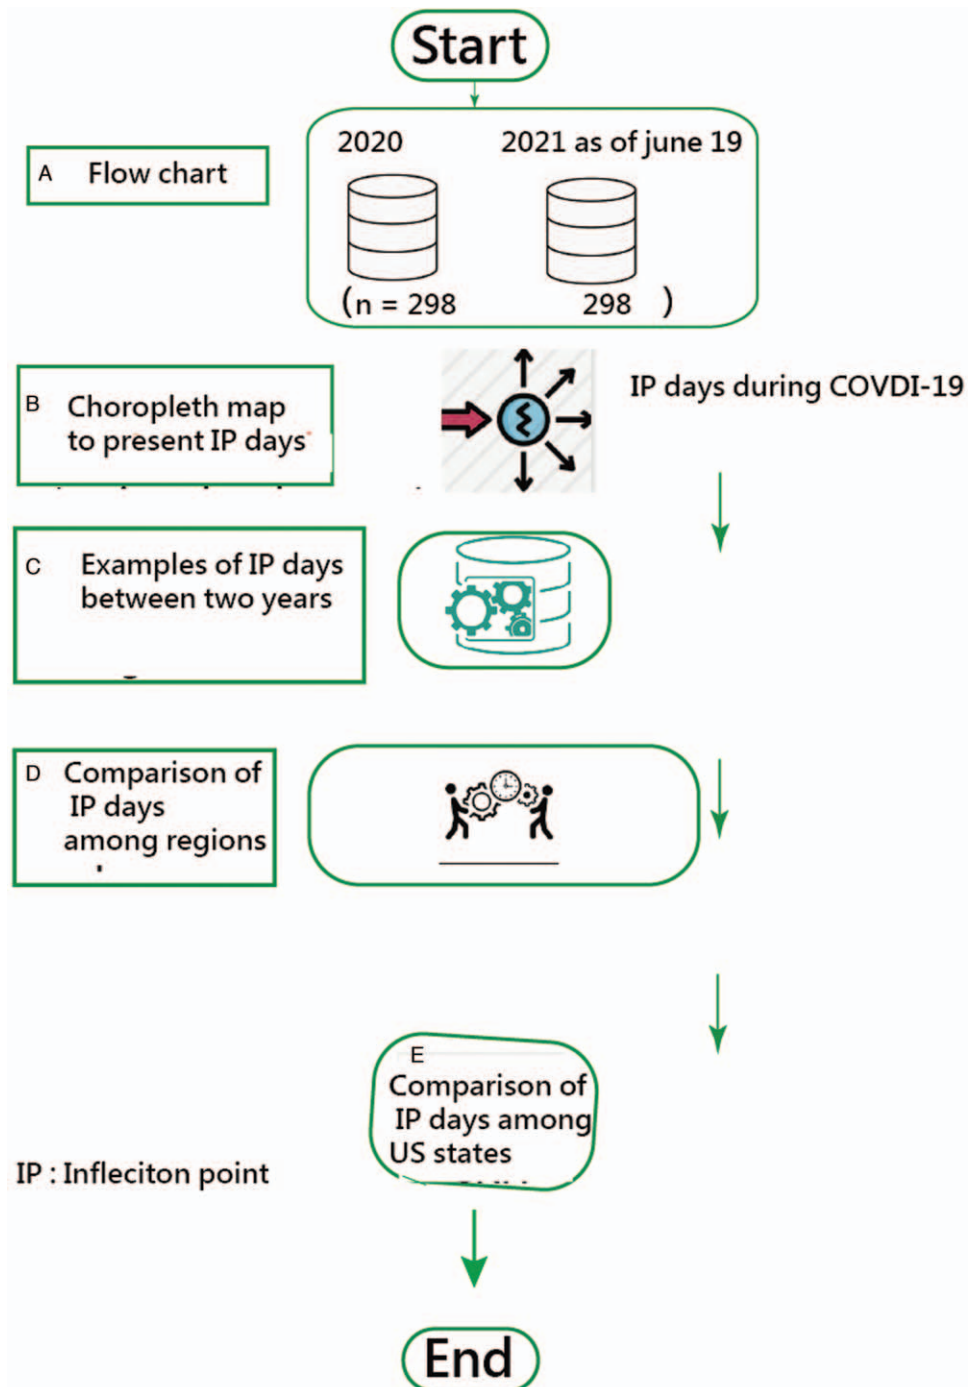 Start
2020 2021 as of june 19
A Flow chart
(n = 298 298 )
B Choropleth map
to present IP days
IP days during COVDI-19
C Examples of IP days
between two years
D Comparison of
IP days
among regions
E
Comparison of
IP days among
US states
IP : Infleciton point
End